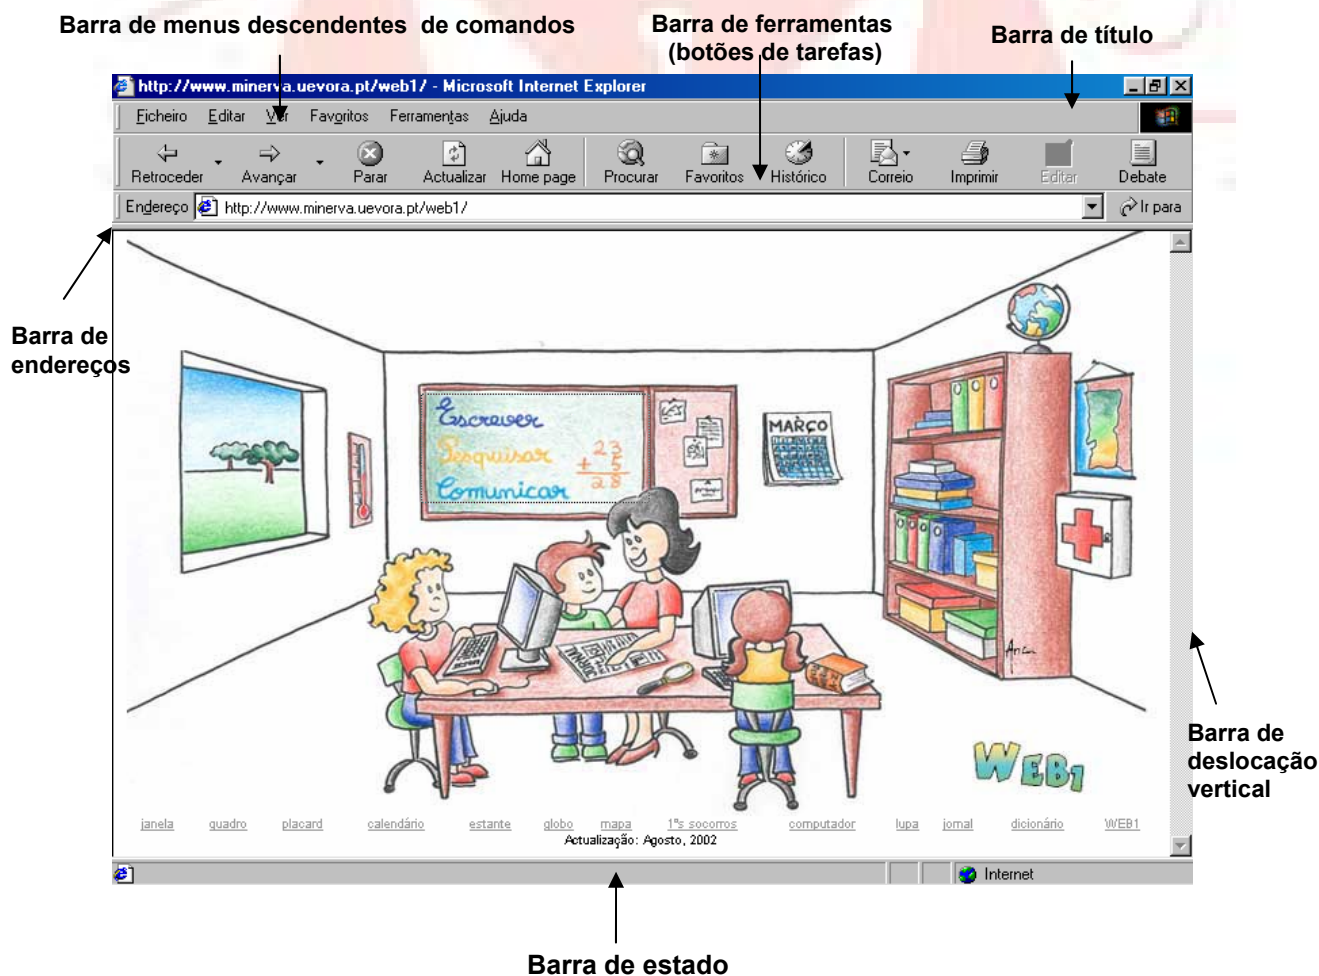 Barra de menus descendentes de comandos
Barra de ferramentas
(botões de tarefas)
Barra de título
http://www.minerva.uevora.pt/web1/ - Microsoft Internet Explorer
Ficheiro Editar Ver Favoritos Ferramentas Ajuda
Retroceder Avançar Parar Actualizar Home page Procurar Favoritos Histórico Correio Imprimir Editar Debate
Endereço http://www.minerva.uevora.pt/web1/ Ir para
Barra de
endereços
Escrever
Pesquisar
Comunicar
23
+ 5
28
MARÇO
JORNAL
WEB1
Barra de
deslocação
vertical
janela quadro placard calendário estante globo mapa 1ºs socorros computador lupa jornal dicionário WEB1
Actualização: Agosto, 2002
Internet
Barra de estado